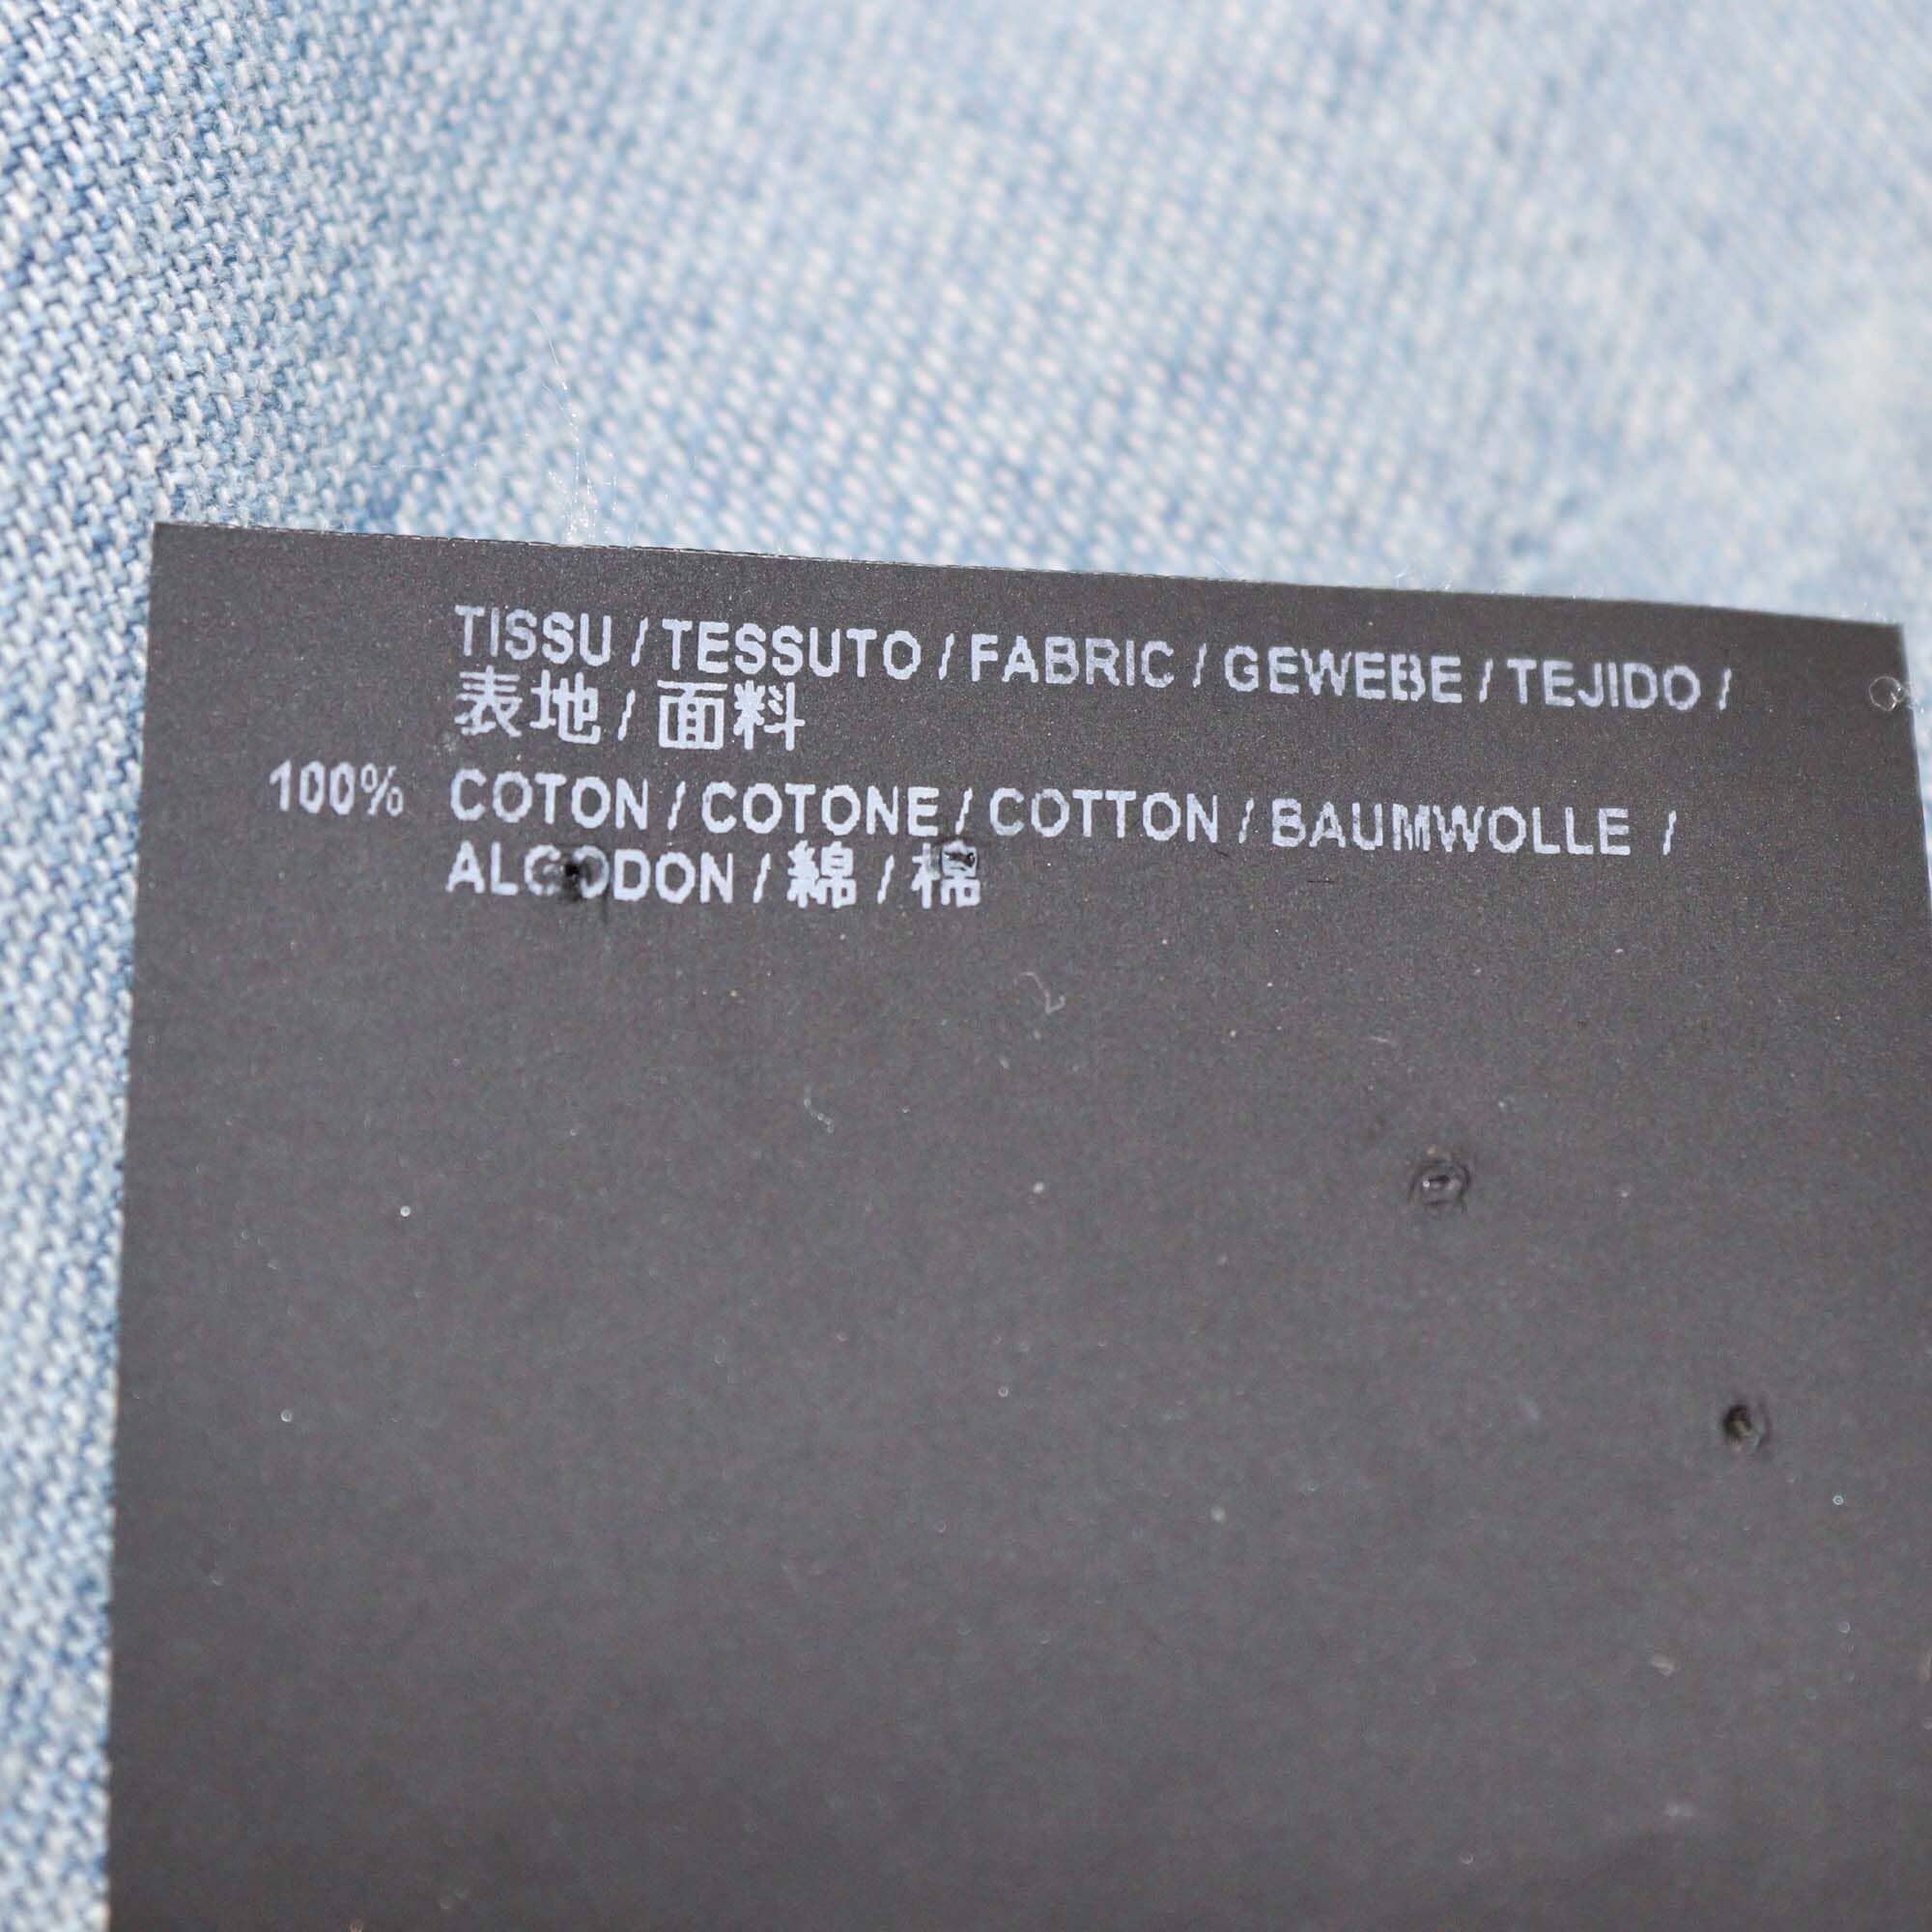 TISSU / TESSUTO / FABRIC / GEWEBE / TEJIDO /
表地 / 面料
100% COTON / COTONE / COTTON / BAUMWOLLE /
ALGODON / 綿 / 棉